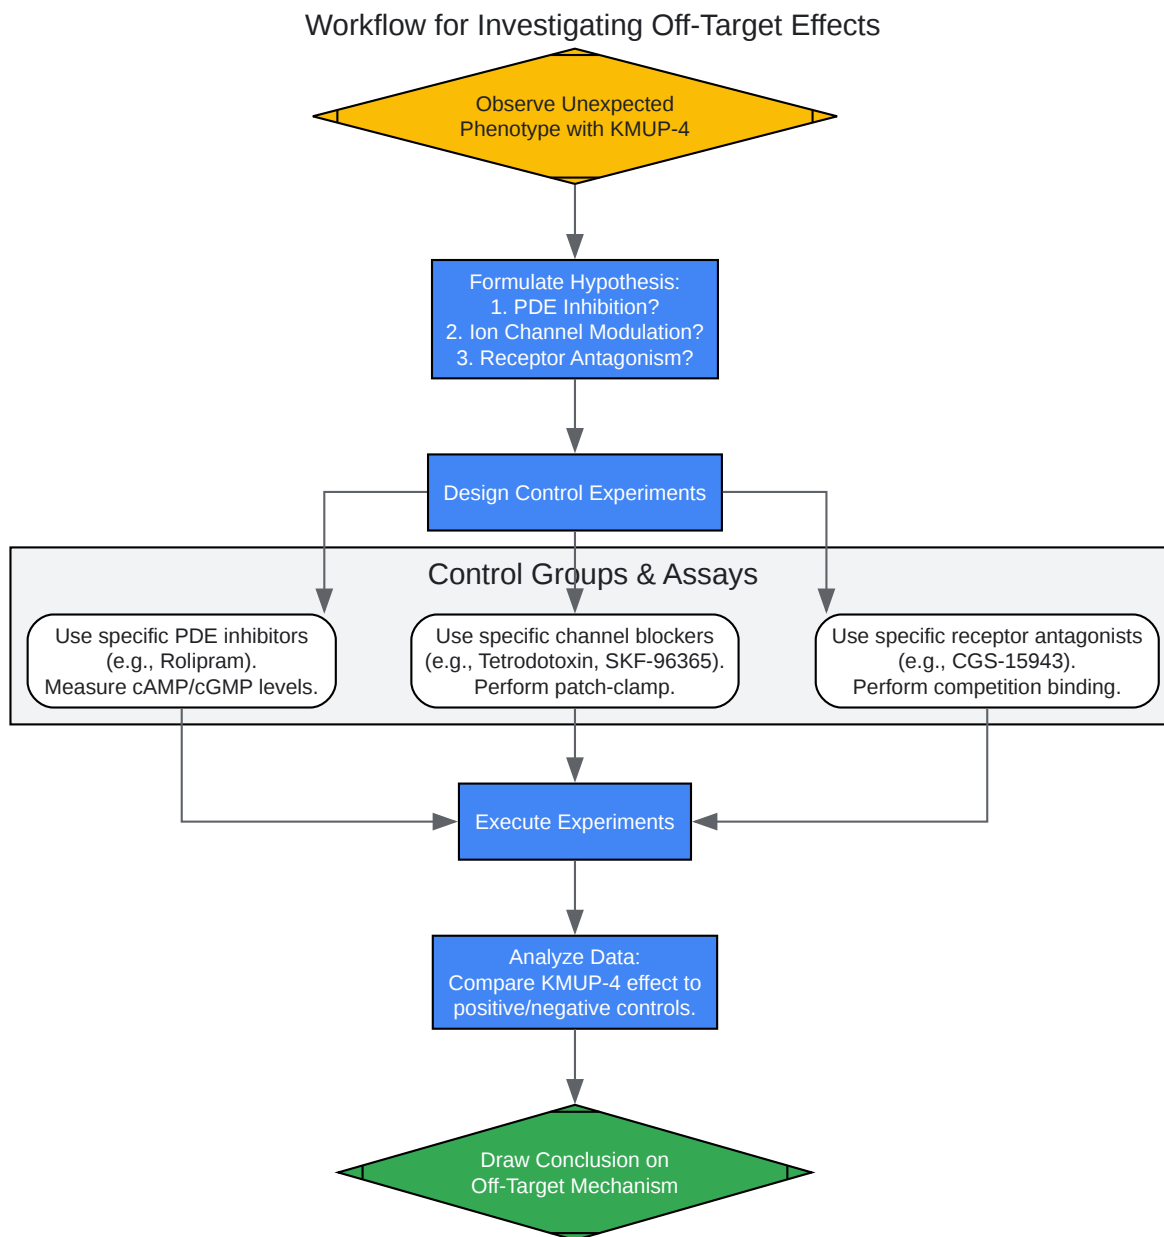 Workflow for Investigating Off-Target Effects
Observe Unexpected
Phenotype with KMUP-4
Formulate Hypothesis:
1. PDE Inhibition?
2. Ion Channel Modulation?
3. Receptor Antagonism?
Design Control Experiments
Control Groups & Assays
Use specific PDE inhibitors
(e.g., Rolipram).
Measure cAMP/cGMP levels.
Use specific channel blockers
(e.g., Tetrodotoxin, SKF-96365).
Perform patch-clamp.
Use specific receptor antagonists
(e.g., CGS-15943).
Perform competition binding.
Execute Experiments
Analyze Data:
Compare KMUP-4 effect to
positive/negative controls.
Draw Conclusion on
Off-Target Mechanism